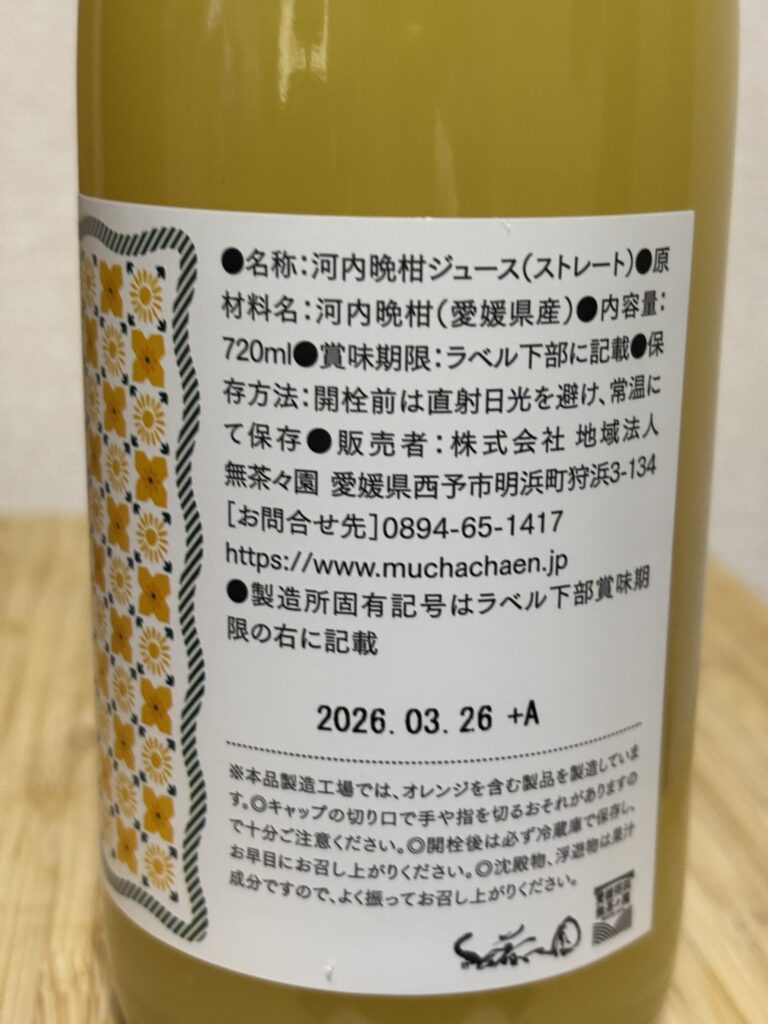 ●名称:河内晩柑ジュース(ストレート)●原
材料名:河内晩柑(愛媛県産)●内容量:
720ml●賞味期限:ラベル下部に記載●保
存方法:開栓前は直射日光を避け、常温に
て保存●販売者:株式会社 地域法人
無茶々園 愛媛県西予市明浜町狩浜3-134
[お問合せ先]0894-65-1417
https://www.muchachaen.jp
●製造所固有記号はラベル下部賞味期
限の右に記載
2026.03.26 +A
※本品製造工場では、オレンジを含む製品を製造していま
す。◎キャップの切り口で手や指を切るおそれがありますの
で十分ご注意ください。◎開栓後は必ず冷蔵庫で保存し、
お早目にお召し上がりください。◎沈殿物、浮遊物は果汁
成分ですので、よく振ってお召し上がりください。